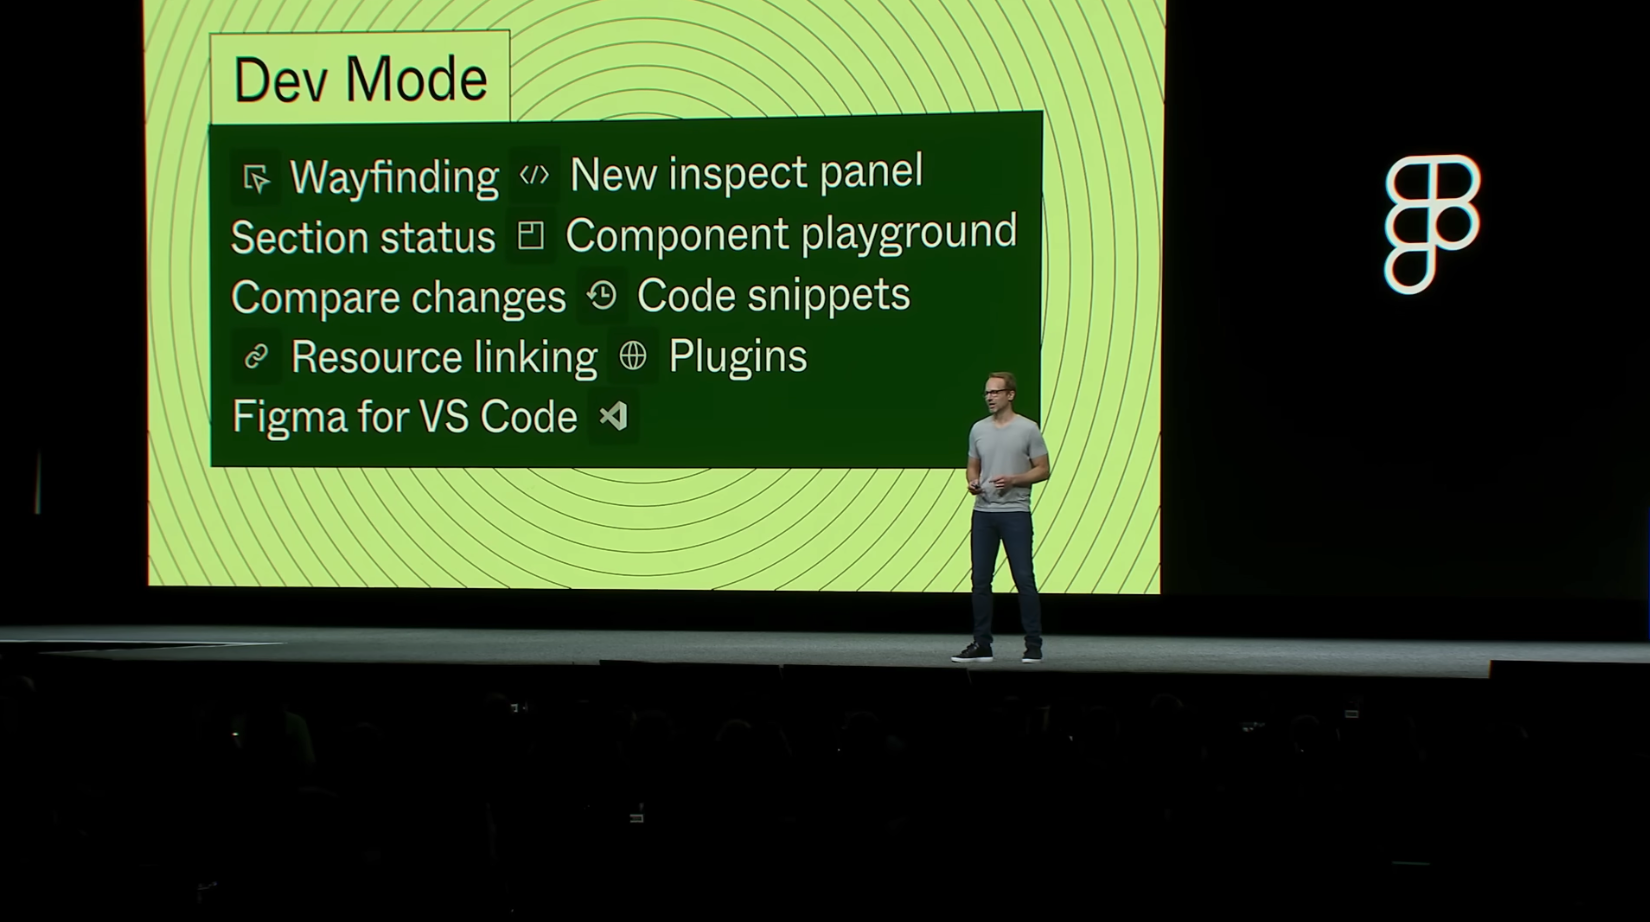 Dev Mode
Wayfinding </> New inspect panel
Section status Component playground
Compare changes Code snippets
Resource linking Plugins
Figma for VS Code